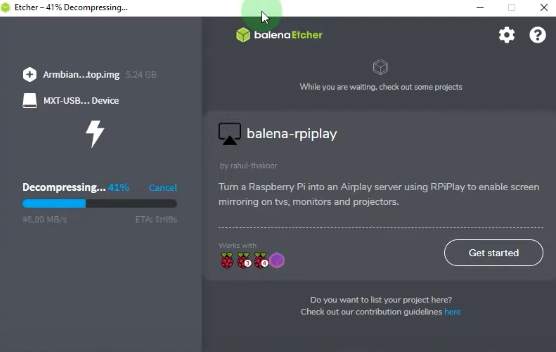 Etcher – 41% Decompressing...
balenaEtcher
Armbian...top.img 5.24 GB
MXT-USB... Device
While you are waiting, check out some projects
balena-rpiplay
by rahul-thakoor
Turn a Raspberry Pi into an Airplay server using RPiPlay to enable screen
mirroring on tvs, monitors and projectors.
Decompressing... 41% Cancel
MB/s ETA:
Works with
Get started
Do you want to list your project here?
Check out our contribution guidelines here